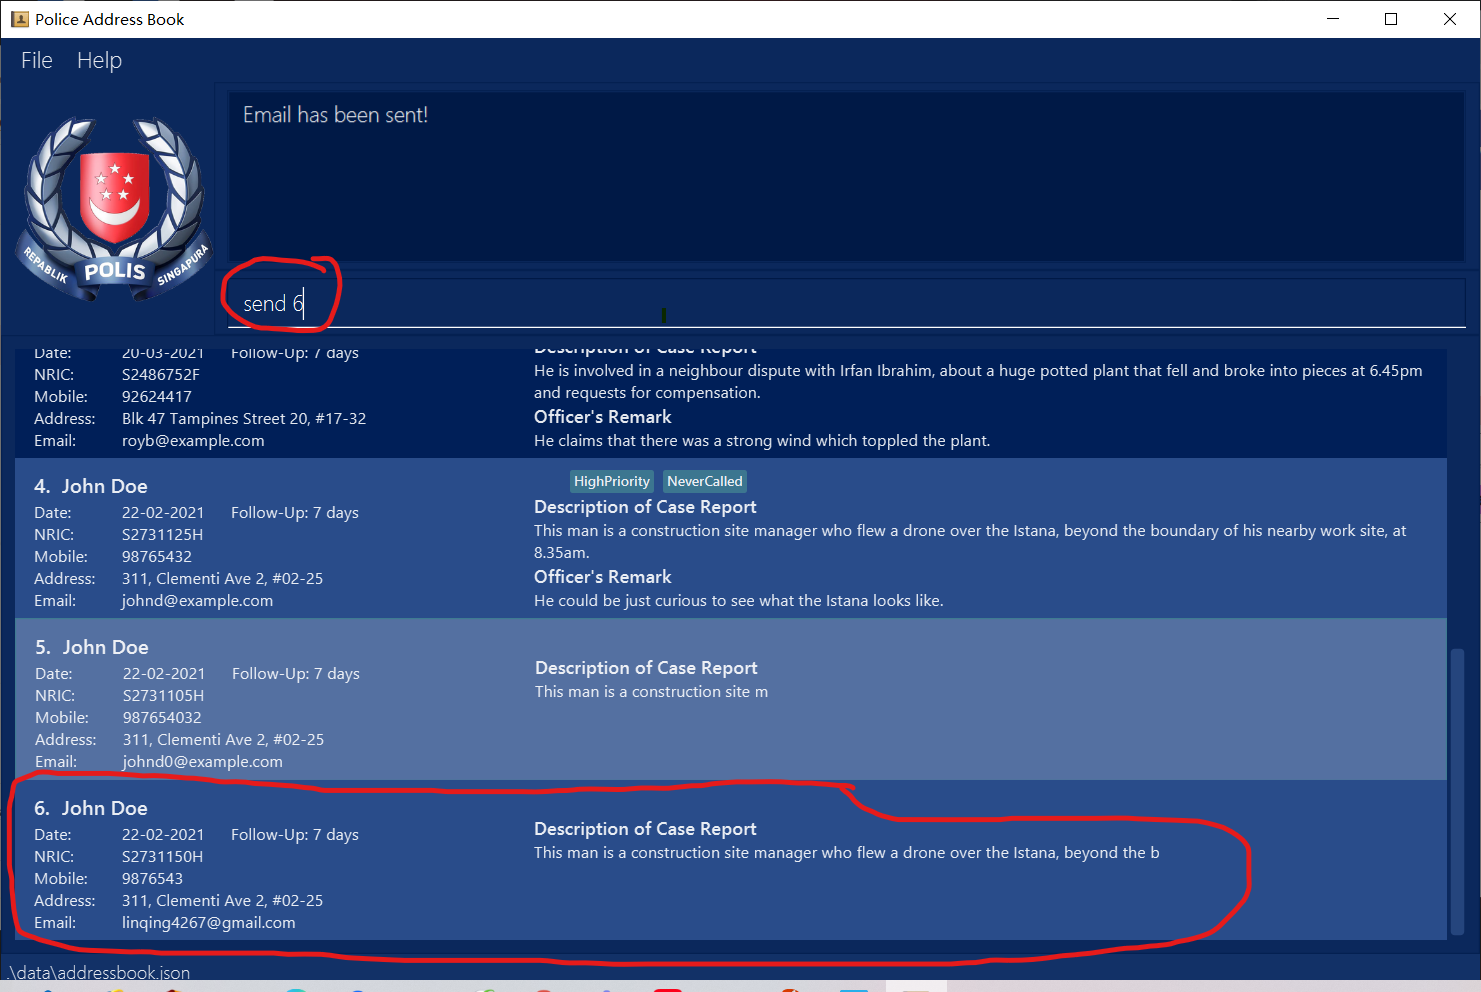 Police Address Book
File Help
REPABLIK POLIS SINGAPURA
Email has been sent!
send 6
Date: 20-03-2021 Follow-Up: 7 days
NRIC: S2486752F
Mobile: 92624417
Address: Blk 47 Tampines Street 20, #17-32
Email: royb@example.com
Description of Case Report
He is involved in a neighbour dispute with Irfan Ibrahim, about a huge potted plant that fell and broke into pieces at 6.45pm
and requests for compensation.
Officer's Remark
He claims that there was a strong wind which toppled the plant.
4. John Doe
Date: 22-02-2021 Follow-Up: 7 days
NRIC: S2731125H
Mobile: 98765432
Address: 311, Clementi Ave 2, #02-25
Email: johnd@example.com
HighPriority NeverCalled
Description of Case Report
This man is a construction site manager who flew a drone over the Istana, beyond the boundary of his nearby work site, at
8.35am.
Officer's Remark
He could be just curious to see what the Istana looks like.
5. John Doe
Date: 22-02-2021 Follow-Up: 7 days
NRIC: S2731105H
Mobile: 987654032
Address: 311, Clementi Ave 2, #02-25
Email: johnd0@example.com
Description of Case Report
This man is a construction site m
6. John Doe
Date: 22-02-2021 Follow-Up: 7 days
NRIC: S2731150H
Mobile: 9876543
Address: 311, Clementi Ave 2, #02-25
Email: linqing4267@gmail.com
Description of Case Report
This man is a construction site manager who flew a drone over the Istana, beyond the b
.\data\addressbook.json